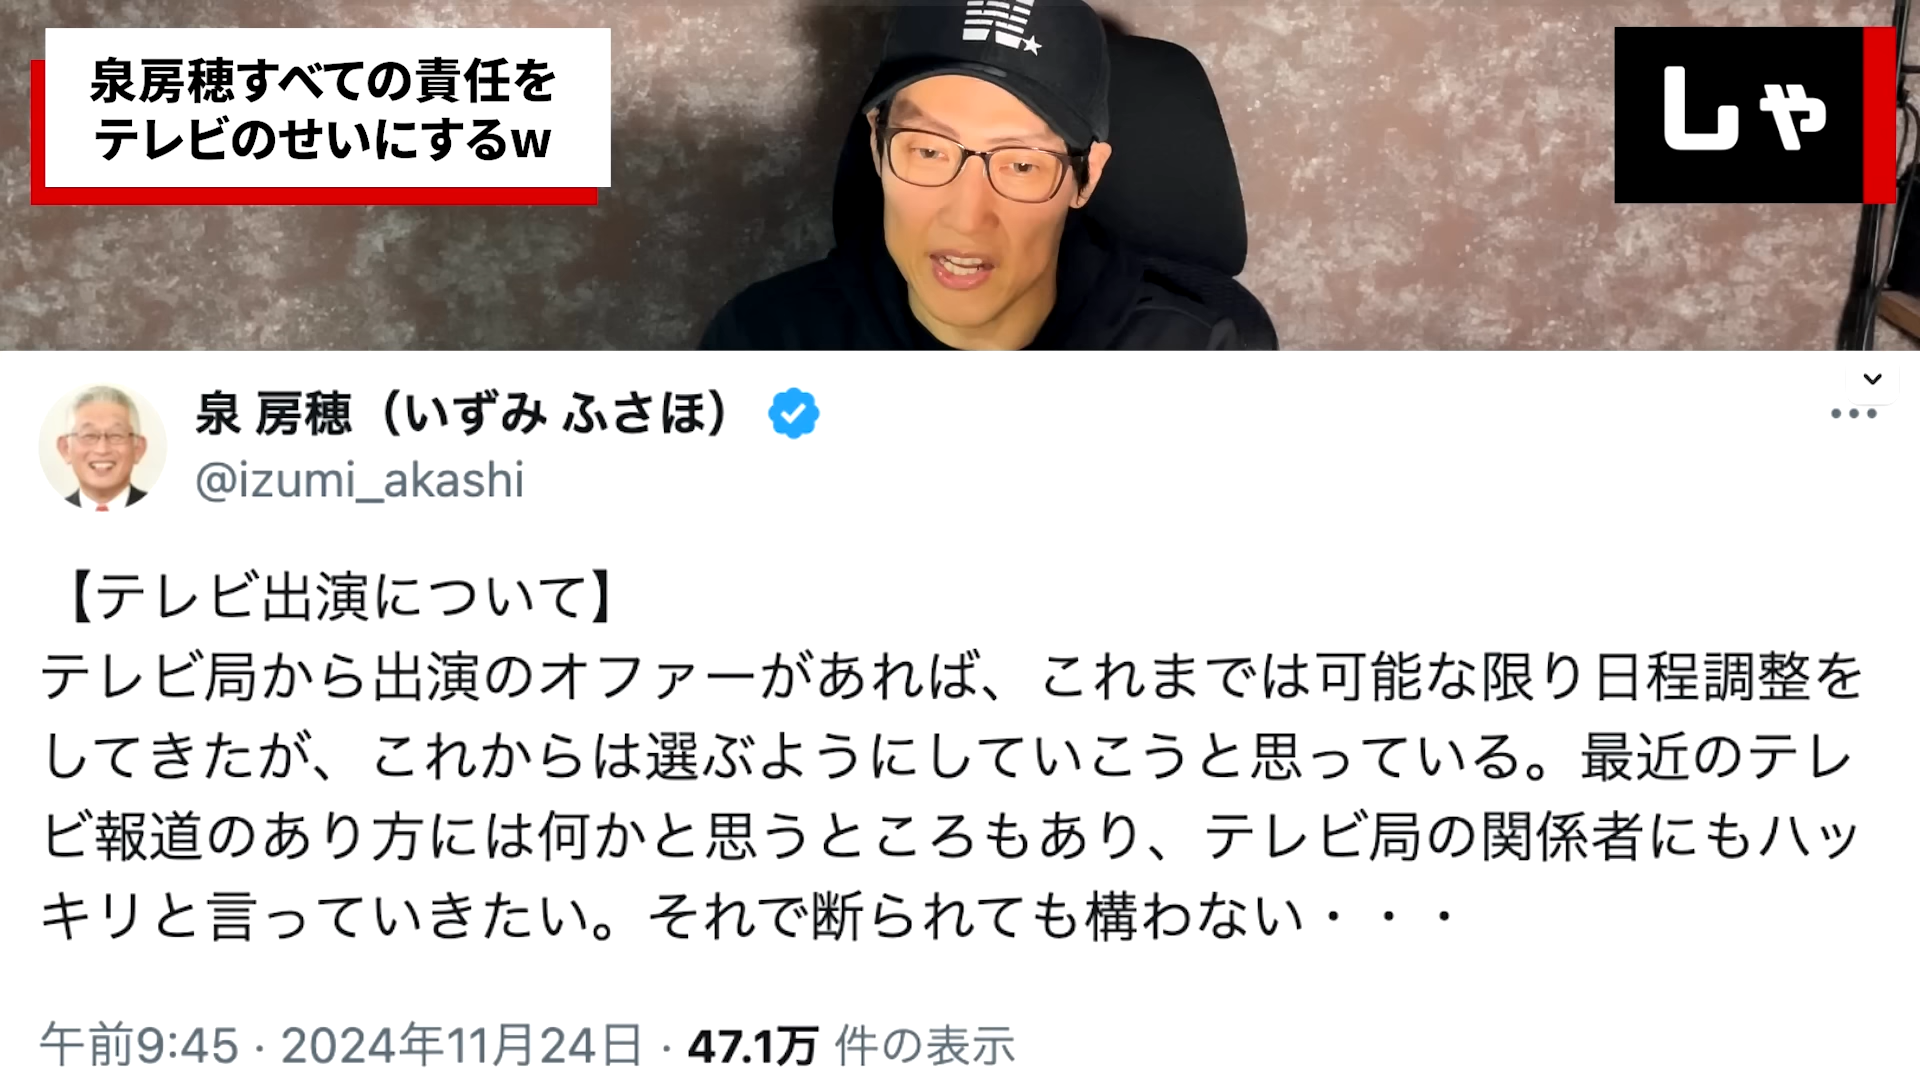 泉房穂すべての責任を
テレビのせいにするw
しゃ
泉 房穂（いずみ ふさほ）
@izumi_akashi
【テレビ出演について】
テレビ局から出演のオファーがあれば、これまでは可能な限り日程調整を
してきたが、これからは選ぶようにしていこうと思っている。最近のテレ
ビ報道のあり方には何かと思うところもあり、テレビ局の関係者にもハッ
キリと言っていきたい。それで断られても構わない・・・
午前9:45 · 2024年11月24日 · 47.1万 件の表示